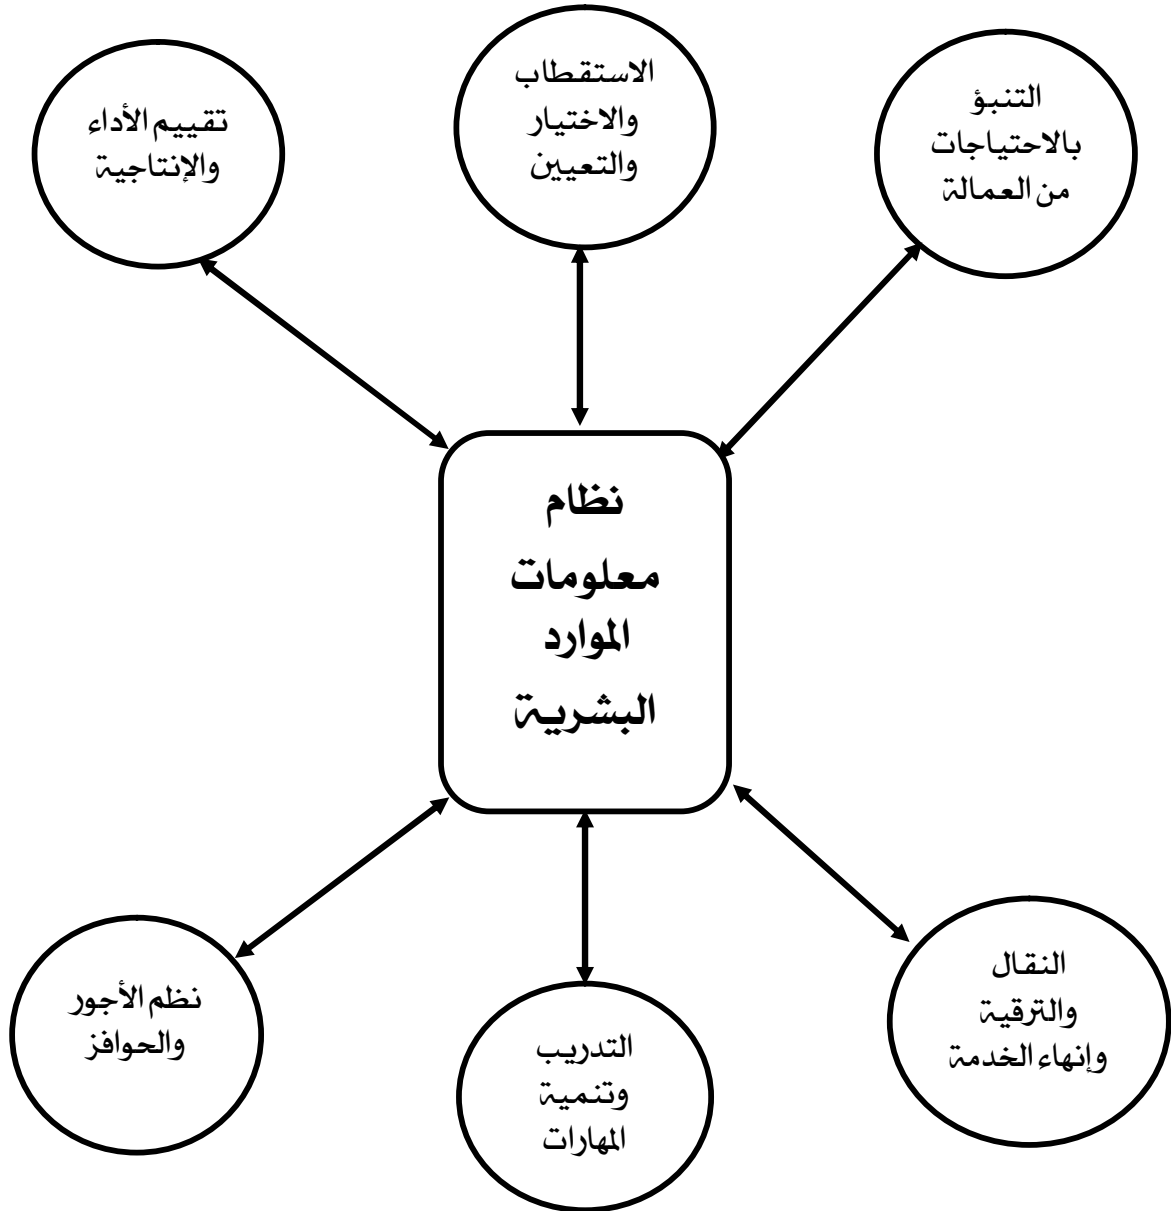 التنبؤ
بالاحتياجات
من العمالة
الاستقطاب
والاختيار
والتعيين
تقييم الأداء
والإنتاجية
نظام
معلومات
الموارد
البشرية
النقال
والترقية
وإنهاء الخدمة
التدريب
وتنمية
المهارات
نظم الأجور
والحوافز